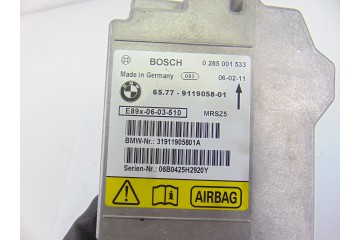 BOSCH 0 285 001 533
Made in Germany 06-02-11
65.77 - 9119058-01
E89x-06-03-510 MRSZ5
BMW-Nr.: 31911905801A
Serien-Nr.: 06B0425H2920Y
AIRBAG